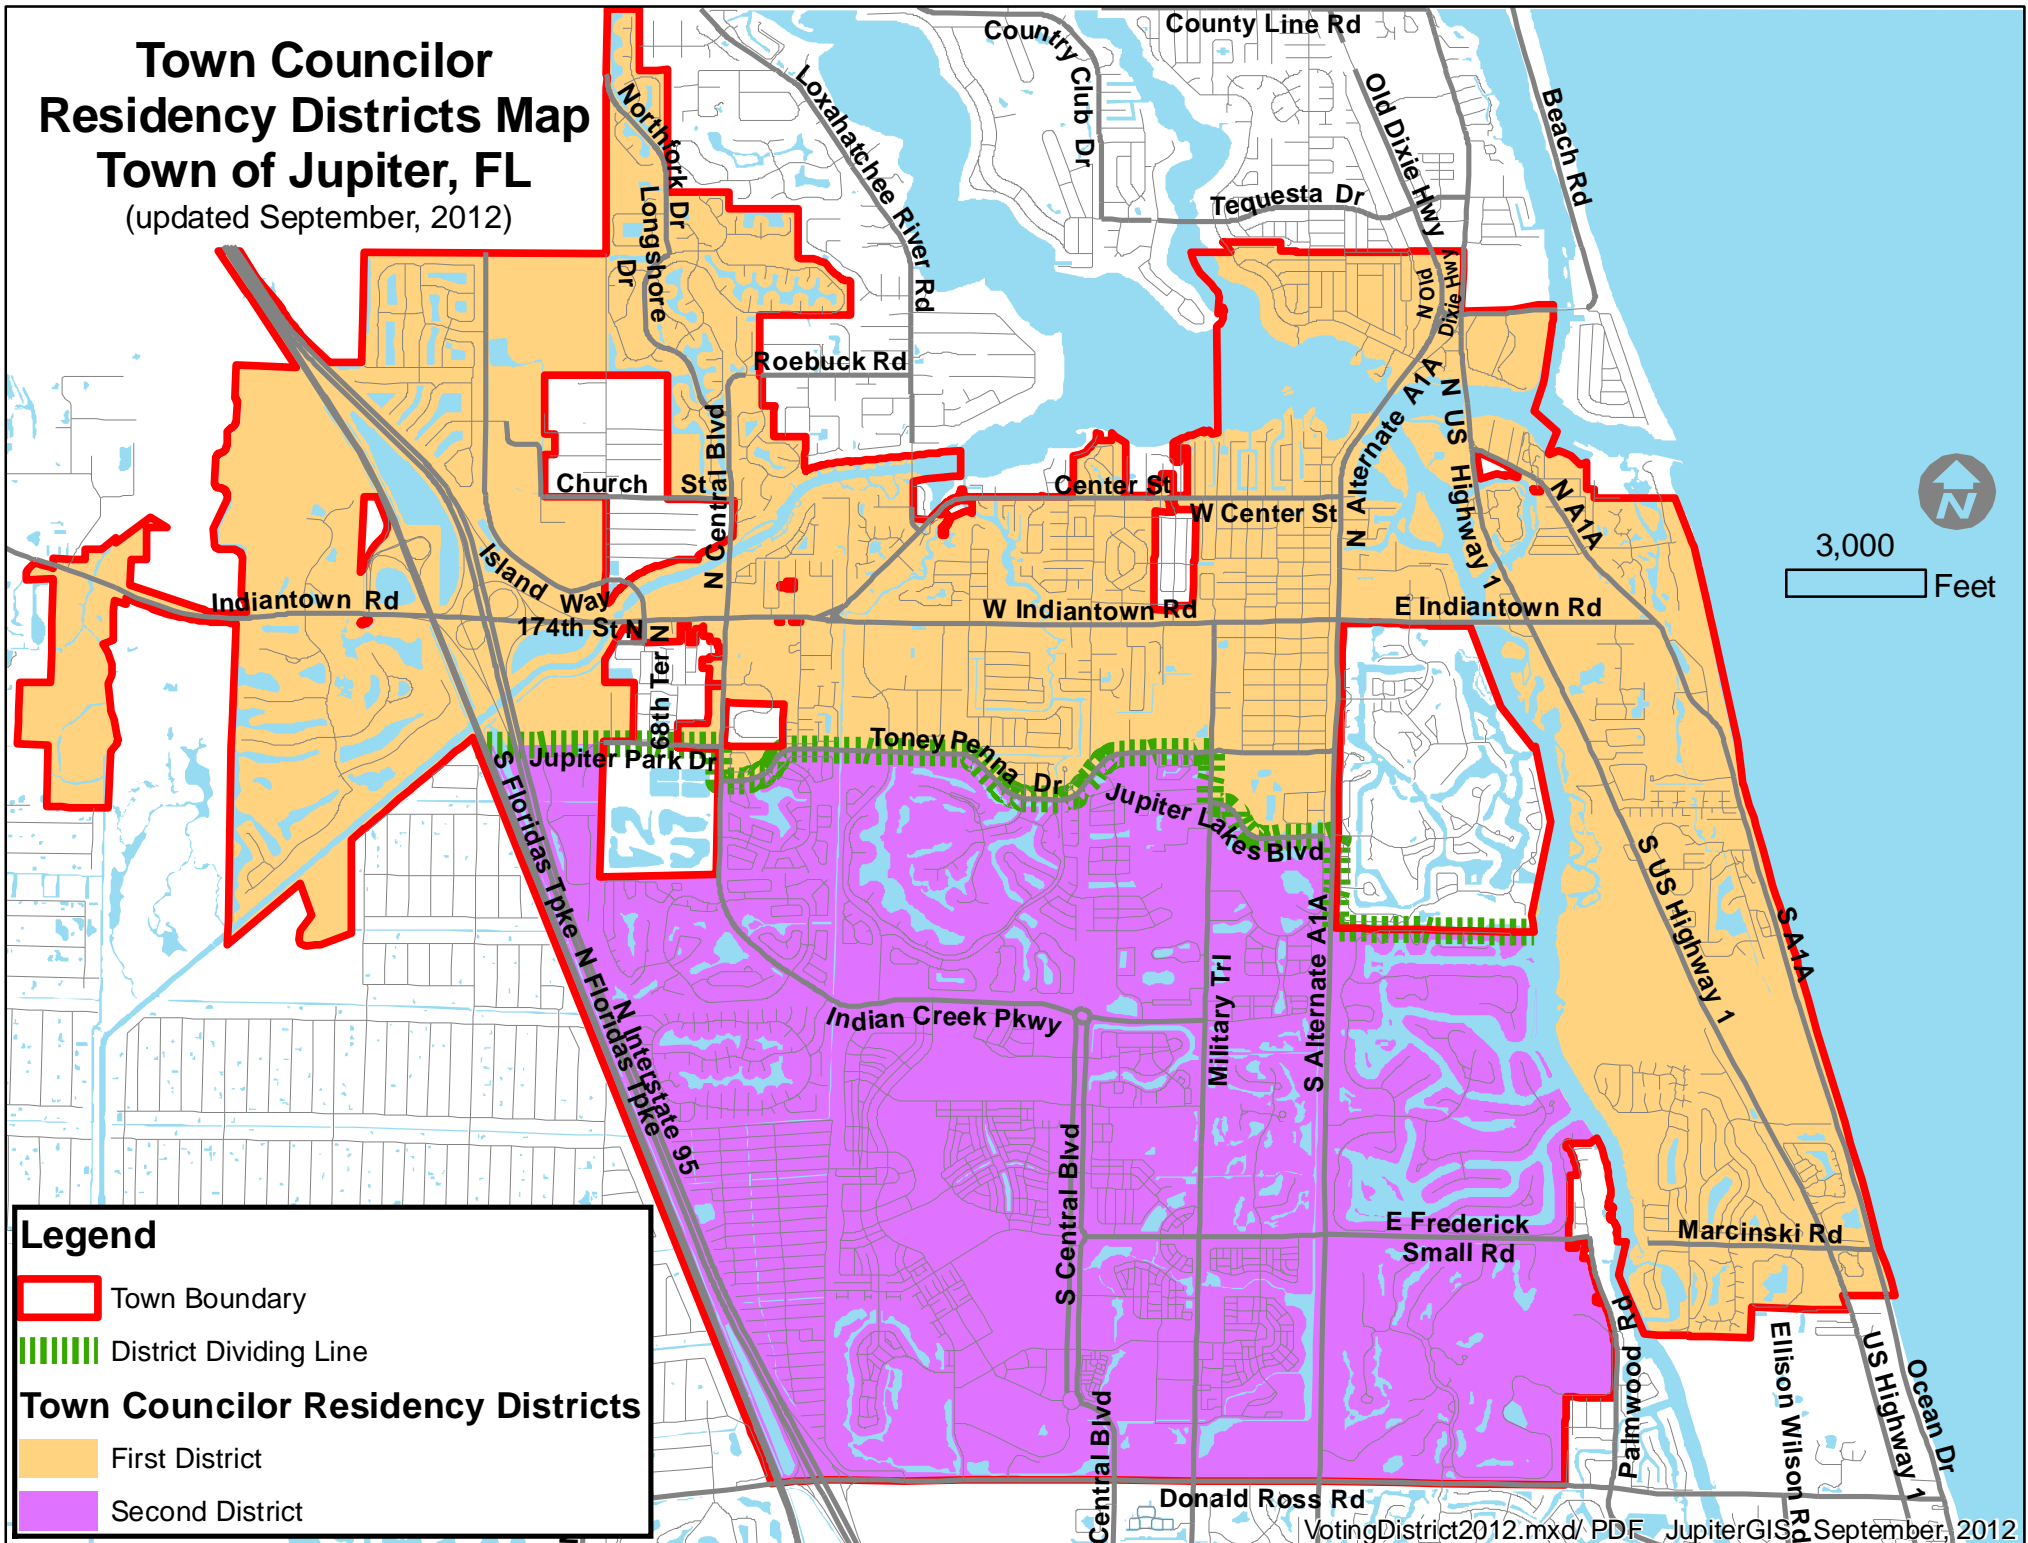 Town Councilor
Residency Districts Map
Town of Jupiter, FL
(updated September, 2012)
County Line Rd
Country Club Dr
Loxahatchee River Rd
Old Dixie Hwy
Beach Rd
Northfork Dr
Longshore
Dr
Tequesta Dr
N Old
Dixie Hwy
Roebuck Rd
N Alternate A1A
N US Highway 1
N Central Blvd
Church St
Center St
W Center St
N A1A
N
3,000
Feet
Island Way
Indiantown Rd
174th St N
W Indiantown Rd
E Indiantown Rd
68th Ter N
Jupiter Park Dr
Toney Penna Dr
Jupiter Lakes Blvd
S Floridas Tpke
N Floridas Tpke
N Interstate 95
S US Highway 1
S A1A
S Alternate A1A
Military Trl
Indian Creek Pkwy
S Central Blvd
E Frederick
Small Rd
Marcinski Rd
Palmwood Rd
Ellison Wilson Rd
US Highway 1
Ocean Dr
Central Blvd
Donald Ross Rd
Legend
Town Boundary
District Dividing Line
Town Councilor Residency Districts
First District
Second District
VotingDistrict2012.mxd/ PDF JupiterGIS September, 2012